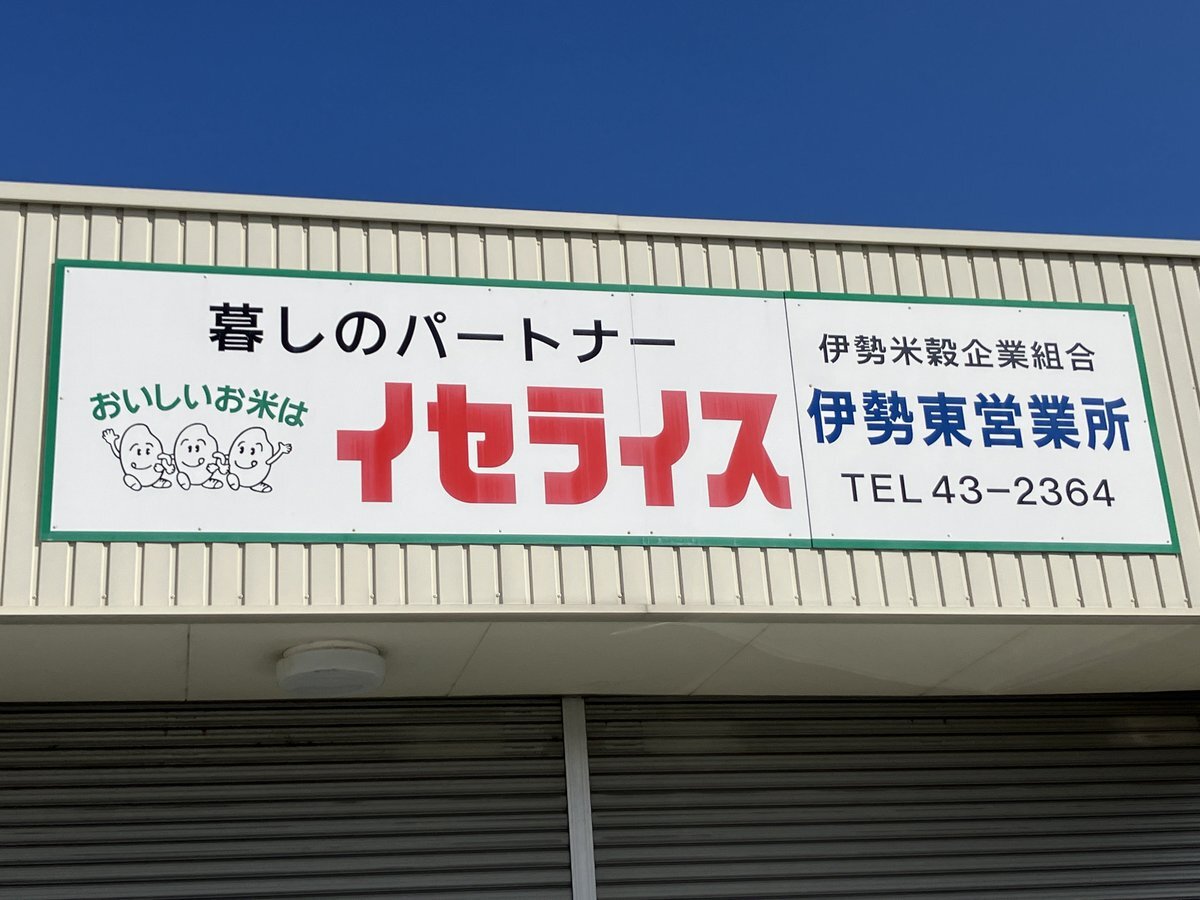 暮しのパートナー
おいしいお米は
イセライス
伊勢米穀企業組合
伊勢東営業所
TEL 43-2364